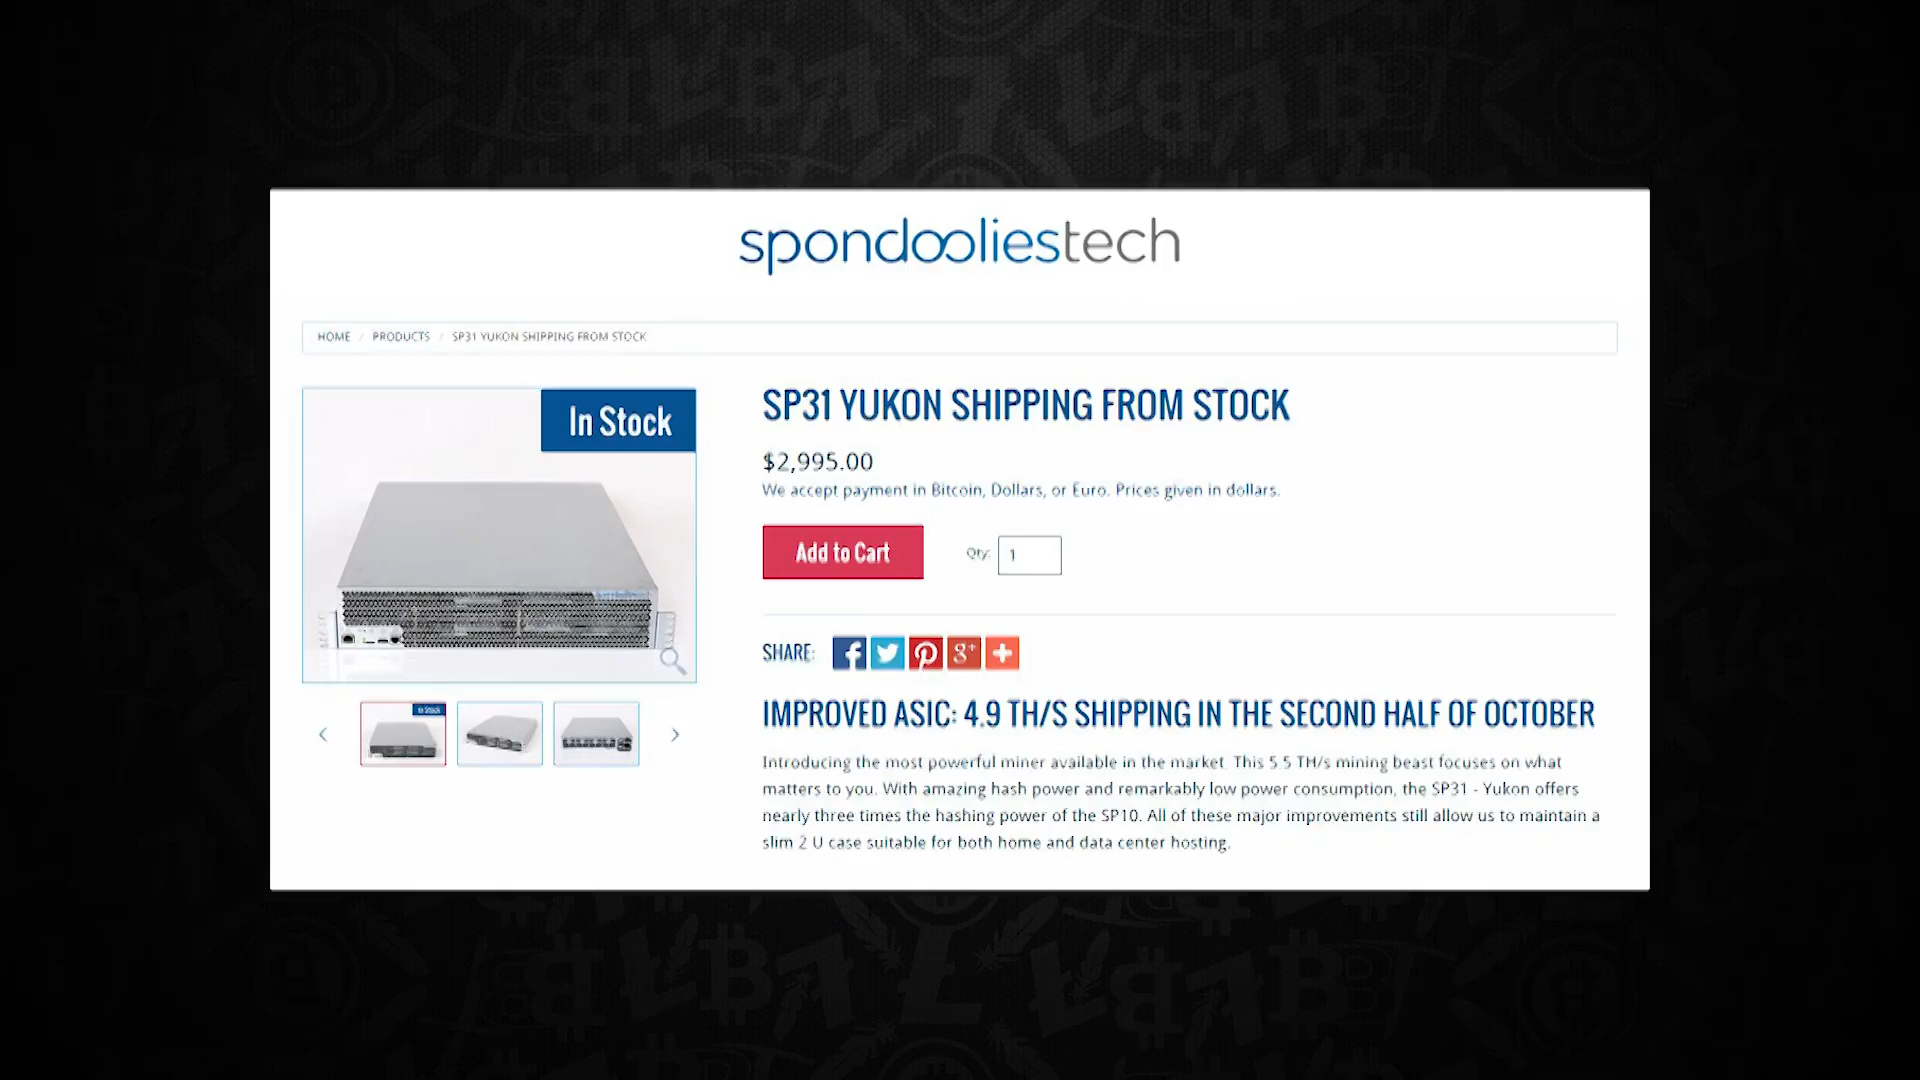 spondooliestech
HOME / PRODUCTS / SP31 YUKON SHIPPING FROM STOCK
In Stock
SP31 YUKON SHIPPING FROM STOCK
$2,995.00
We accept payment in Bitcoin, Dollars, or Euro. Prices given in dollars.
Add to Cart
Qty: 1
SHARE:
In Stock
IMPROVED ASIC: 4.9 TH/S SHIPPING IN THE SECOND HALF OF OCTOBER
Introducing the most powerful miner available in the market. This 5.5 TH/s mining beast focuses on what
matters to you. With amazing hash power and remarkably low power consumption, the SP31 - Yukon offers
nearly three times the hashing power of the SP10. All of these major improvements still allow us to maintain a
slim 2 U case suitable for both home and data center hosting.